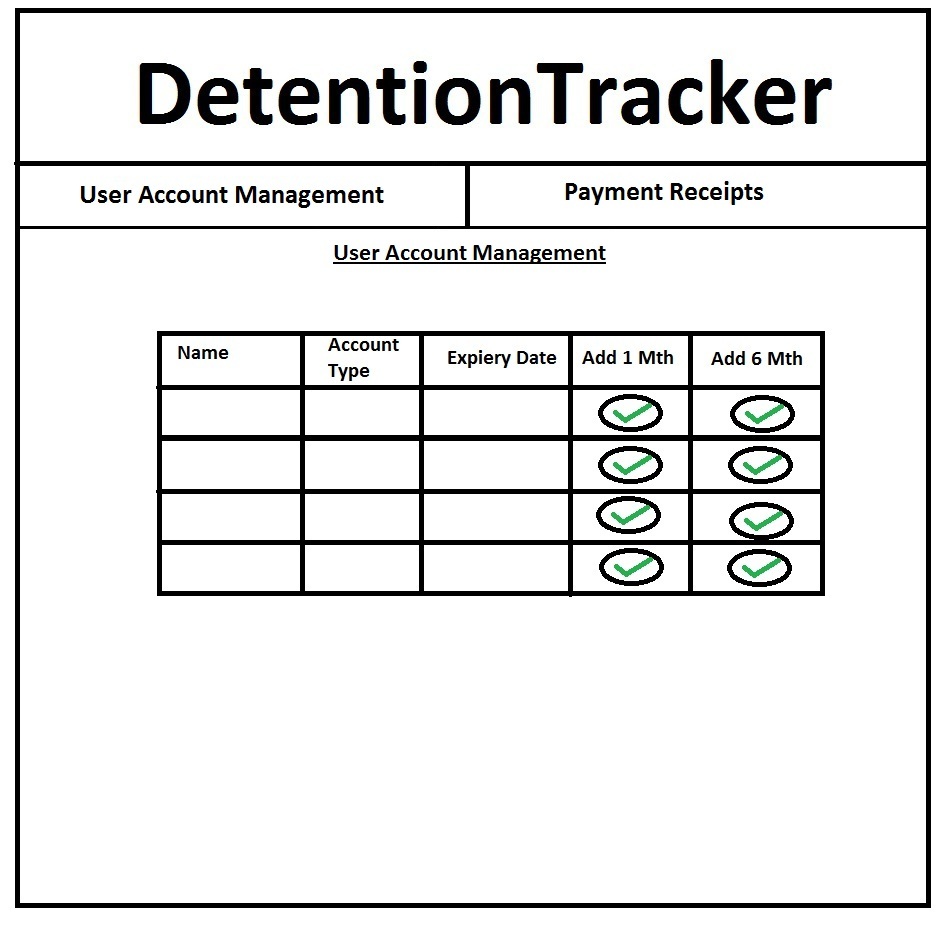 DetentionTracker
User Account Management
Payment Receipts
User Account Management
Name
Account
Type
Expiery Date
Add 1 Mth
Add 6 Mth